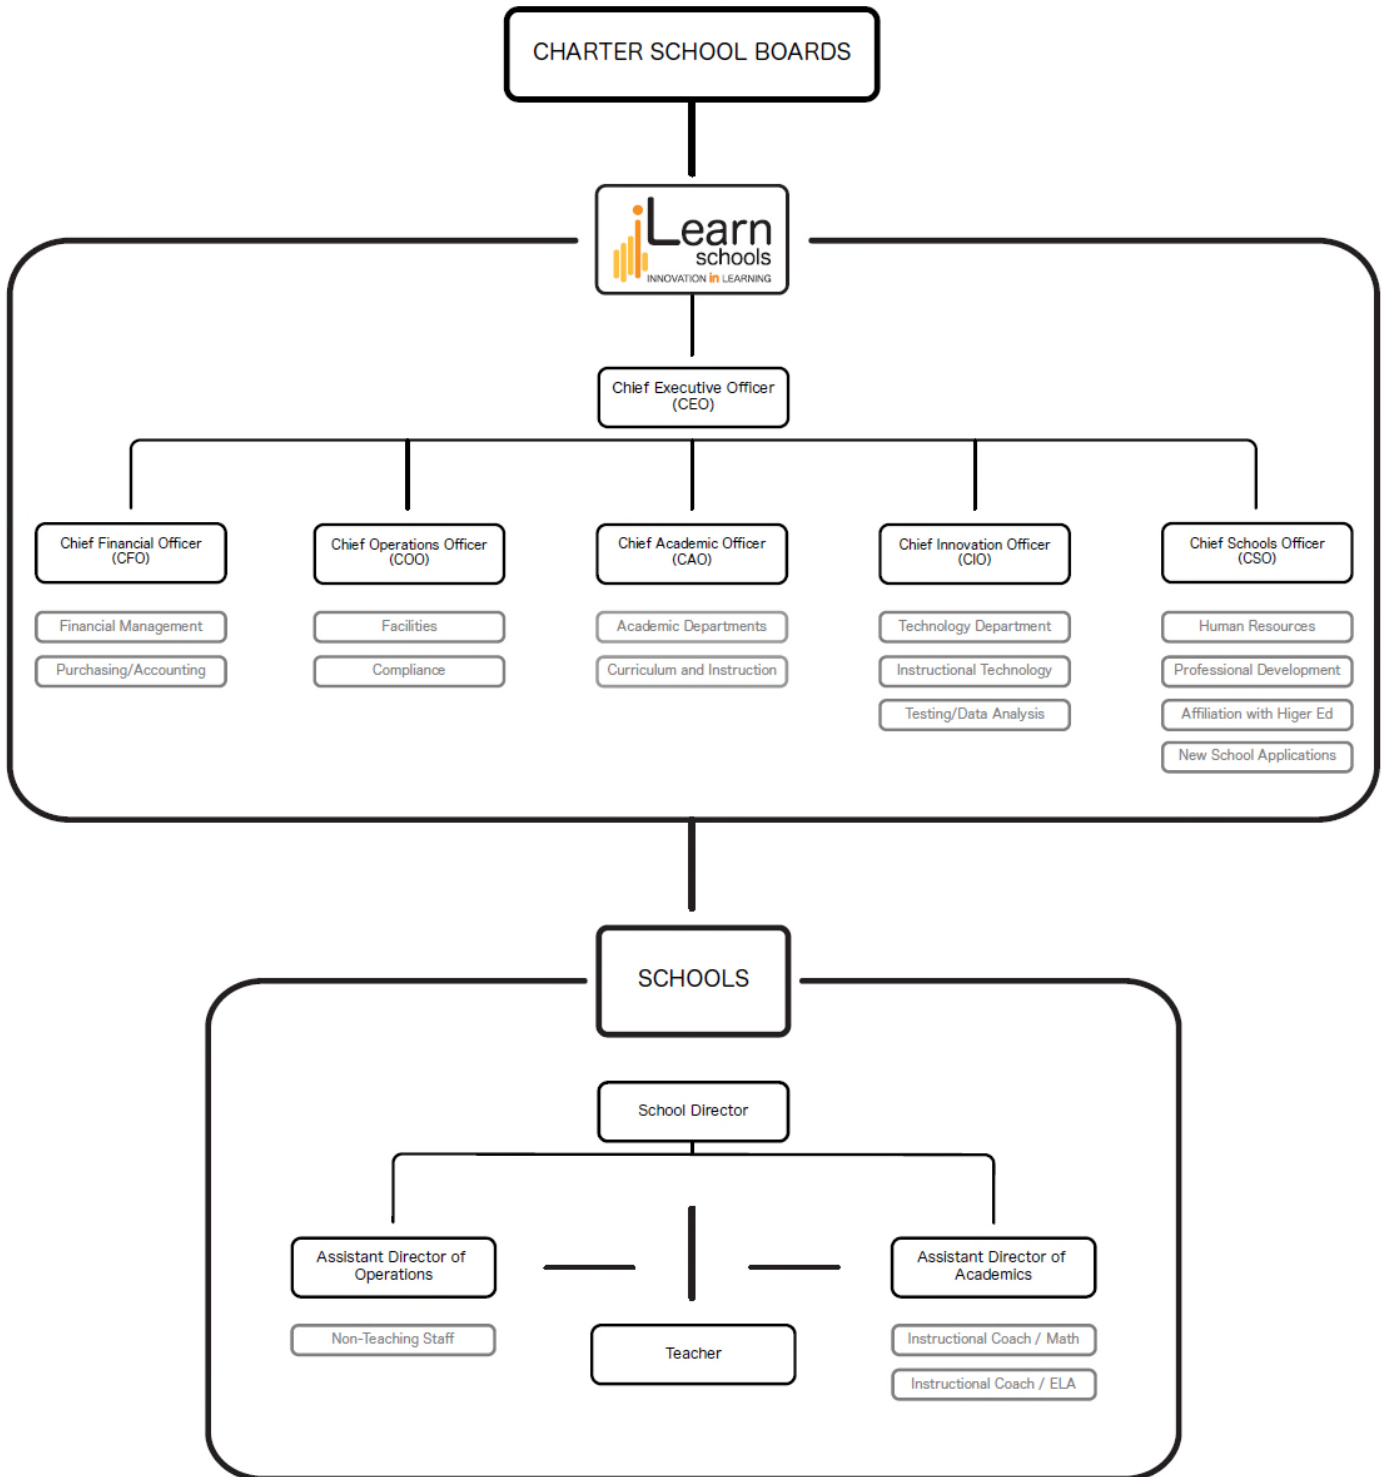 CHARTER SCHOOL BOARDS
iLearn
schools
INNOVATION in LEARNING
Chief Executive Officer
(CEO)
Chief Financial Officer
(CFO)
Financial Management
Purchasing/Accounting
Chief Operations Officer
(COO)
Facilities
Compliance
Chief Academic Officer
(CAO)
Academic Departments
Curriculum and Instruction
Chief Innovation Officer
(CIO)
Technology Department
Instructional Technology
Testing/Data Analysis
Chief Schools Officer
(CSO)
Human Resources
Professional Development
Affiliation with Higer Ed
New School Applications
SCHOOLS
School Director
Assistant Director of
Operations
Non-Teaching Staff
Teacher
Assistant Director of
Academics
Instructional Coach / Math
Instructional Coach / ELA